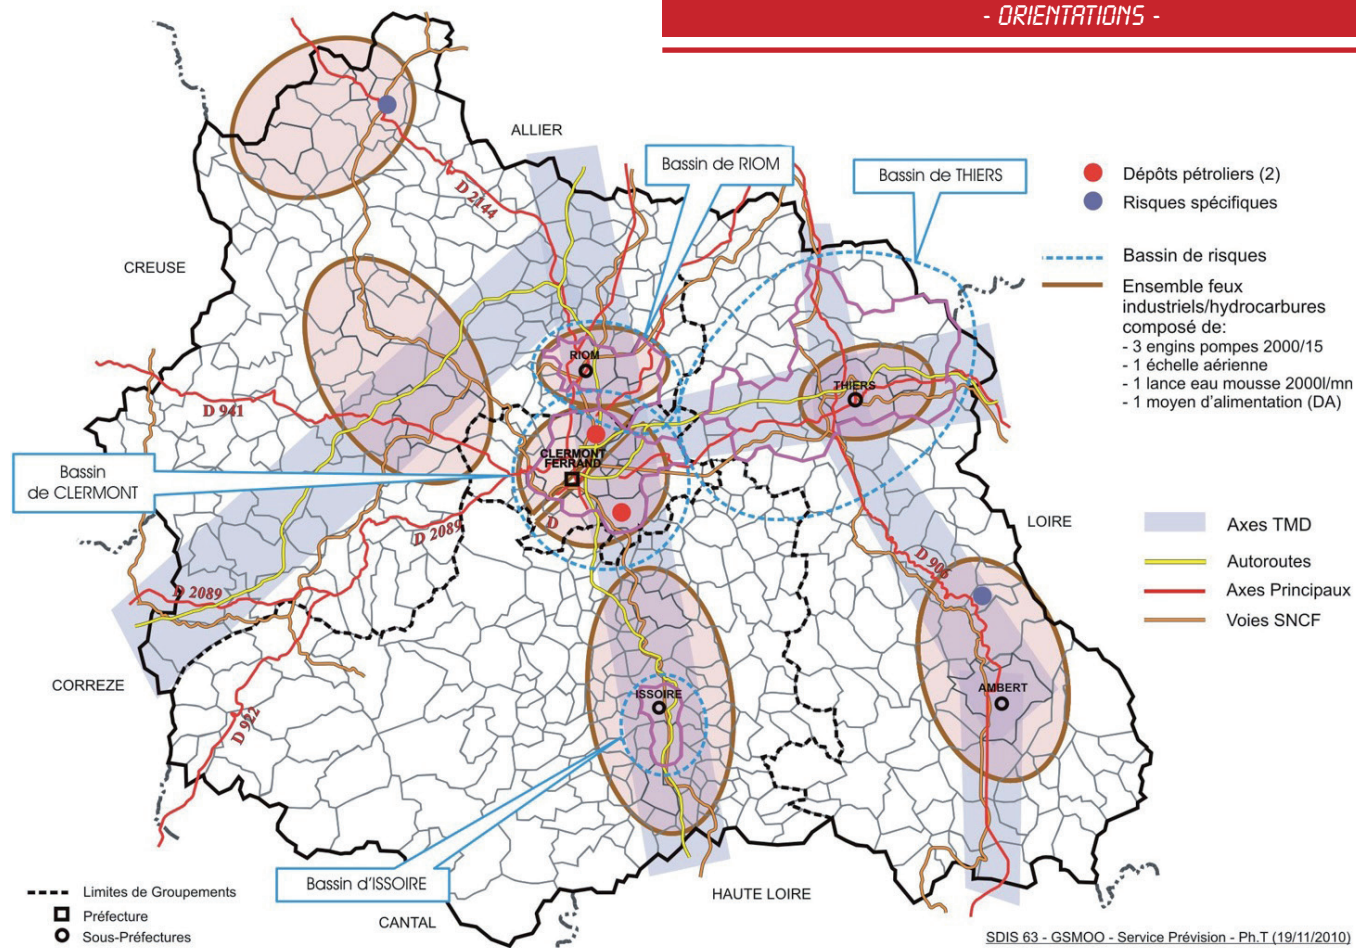 - ORIENTATIONS -
ALLIER
Bassin de RIOM
Bassin de THIERS
Dépôts pétroliers (2)
Risques spécifiques
D 2144
CREUSE
Bassin de risques
Ensemble feux
industriels/hydrocarbures
composé de:
- 3 engins pompes 2000/15
- 1 échelle aérienne
- 1 lance eau mousse 2000l/mn
- 1 moyen d'alimentation (DA)
RIOM
THIERS
D 941
CLERMONT
FERRAND
Bassin
de CLERMONT
D 2089
D
LOIRE
Axes TMD
Autoroutes
Axes Principaux
Voies SNCF
D 906
D 2089
CORREZE
ISSOIRE
AMBERT
D 922
Bassin d'ISSOIRE
HAUTE LOIRE
CANTAL
Limites de Groupements
Préfecture
Sous-Préfectures
SDIS 63 - GSMOO - Service Prévision - Ph.T (19/11/2010)